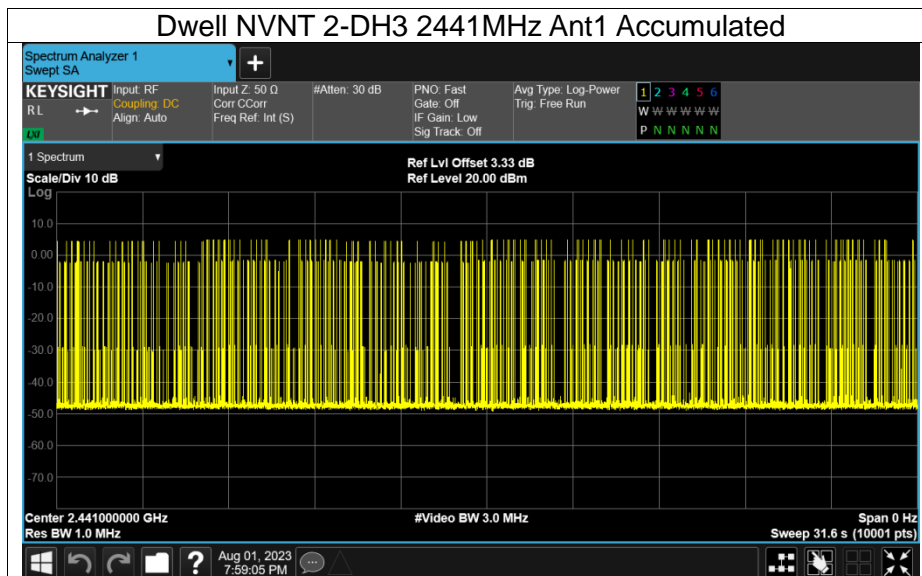 Dwell NVNT 2-DH3 2441MHz Ant1 Accumulated
Spectrum Analyzer 1
Swept SA
+
KEYSIGHT
RL
LXI
Input: RF
Coupling: DC
Align: Auto
Input Z: 50 Ω
Corr CCorr
Freq Ref: Int (S)
#Atten: 30 dB
PNO: Fast
Gate: Off
IF Gain: Low
Sig Track: Off
Avg Type: Log-Power
Trig: Free Run
1 2 3 4 5 6
W W W W W W
P N N N N N
1 Spectrum
Scale/Div 10 dB
Ref Lvl Offset 3.33 dB
Ref Level 20.00 dBm
Log
10.0
0.00
-10.0
-20.0
-30.0
-40.0
-50.0
-60.0
-70.0
Center 2.441000000 GHz
Res BW 1.0 MHz
#Video BW 3.0 MHz
Span 0 Hz
Sweep 31.6 s (10001 pts)
?
Aug 01, 2023
7:59:05 PM